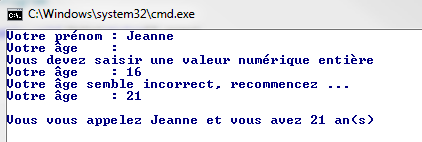 C:\Windows\system32\cmd.exe
Votre prénom : Jeanne
Votre âge    :
Vous devez saisir une valeur numérique entière
Votre âge    : 16
Votre âge semble incorrect, recommencez ...
Votre âge    : 21
Vous vous appelez Jeanne et vous avez 21 an(s)